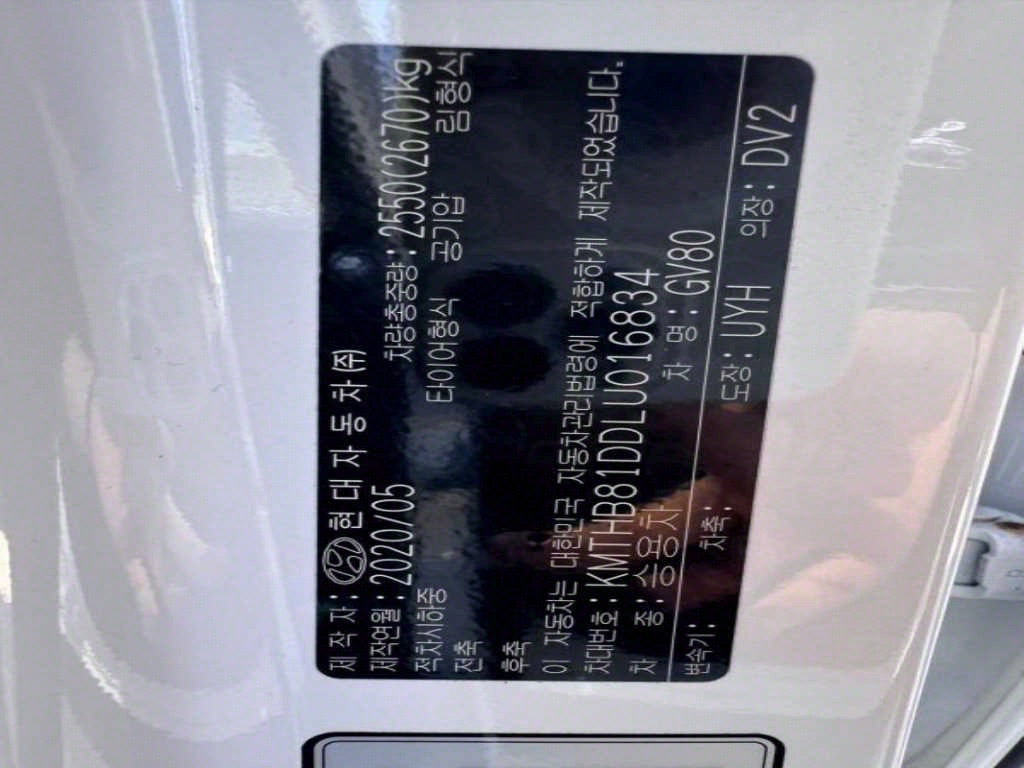 제 작 자 : 현대자동차(주)
제작연월 : 2020/05 차량총중량 : 2550(2670)kg
적차시하중 타이어형식 공기압 림형식
전축
후축
이 자동차는 대한민국 자동차관리법령에 적합하게 제작되었습니다.
차대번호 : KMTHB81DDLU016834
차 종 : 승용차 차 명 : GV80
변속기 : 차축 : 도장 : UYH 의장 : DV2